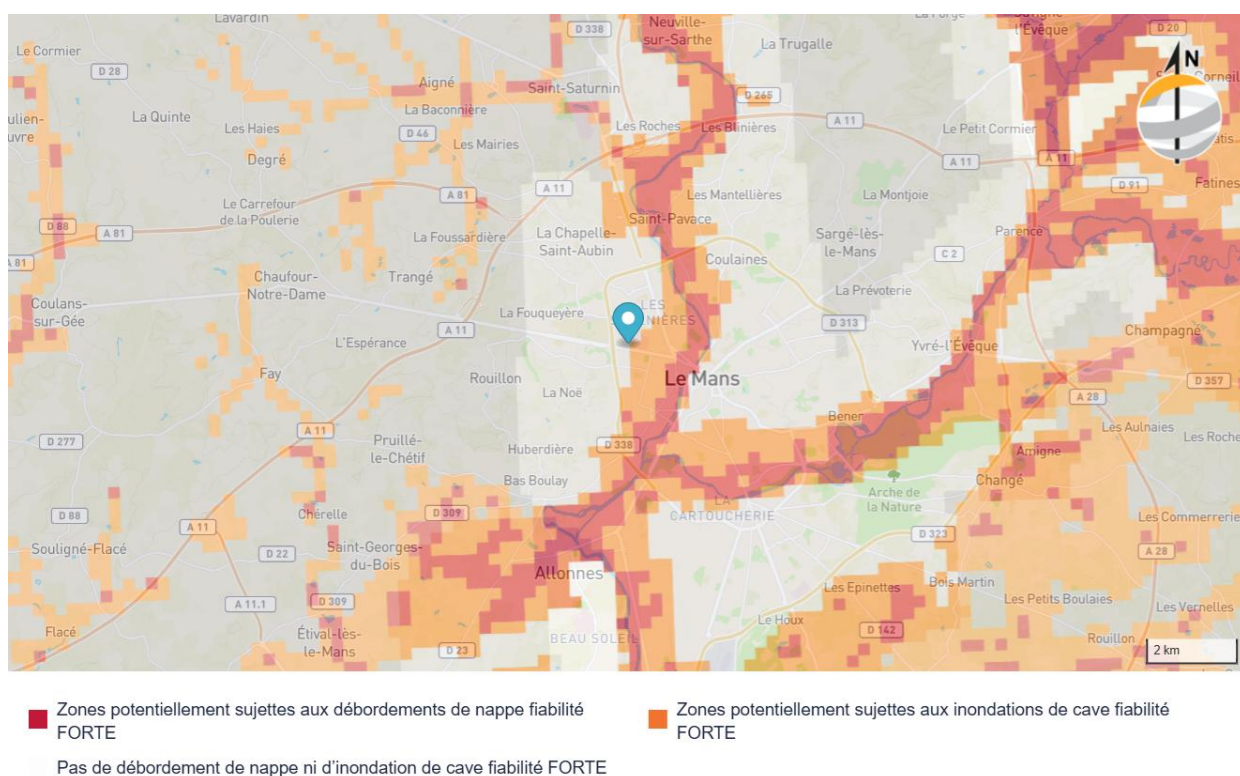 Lavardin
D 338
Neuville-
sur-Sarthe
La Trugalle
La Forge
l'Évêque
D 20
Le Cormier
D 28
Aigné
Saint-Saturnin
D 265
N
La Quinte
La Baconnière
Les Haies
D 46
Les Mairies
Les Roches
Les Blinières
A 11
Le Petit Cormier
Degré
A 11
A 11
Le Carrefour
de la Poulerie
A 81
A 11
Les Mantellières
La Montjoie
D 91
Fatines
D 88
A 81
La Foussardière
La Chapelle-
Saint-Aubin
Saint-Pavace
Sargé-lès-
le-Mans
Parence
A 81
Chaufour-
Notre-Dame
Trangé
Coulaines
C 2
Coulans-
sur-Gée
La Fouqueyère
LES
La Prévoterie
L'Espérance
A 11
D 313
Yvré-l'Évêque
Champagné
Fay
Rouillon
La Noë
Le Mans
D 357
A 28
D 277
A 11
Pruillé-
le-Chétif
Huberdière
D 338
Bener
Les Aulnaies
Amigne
Bas Boulay
Changé
D 88
Chérelle
D 309
LA
CARTOUCHERIE
Arche de
la Nature
Les Commerrerie
A 11
Souligné-Flacé
D 22
Saint-Georges-
du-Bois
D 323
A 28
Allonnes
Les Epinettes
Bois Martin
A 11.1
D 309
Les Petits Boulaies
Les Vernelles
Flacé
Étival-lès-
le-Mans
D 23
BEAU SOLEIL
Le Houx
D 142
Rouillon
2 km
Zones potentiellement sujettes aux débordements de nappe fiabilité
FORTE
Zones potentiellement sujettes aux inondations de cave fiabilité
FORTE
Pas de débordement de nappe ni d'inondation de cave fiabilité FORTE